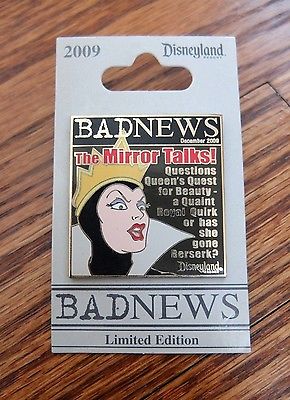 2009
Disneyland
RESORT
BADNEWS
December 2009
The Mirror Talks!
Questions
Queen's Quest
for Beauty -
a Quaint
Royal Quirk
or has
she
gone
Berserk?
Disneyland
BADNEWS
Limited Edition